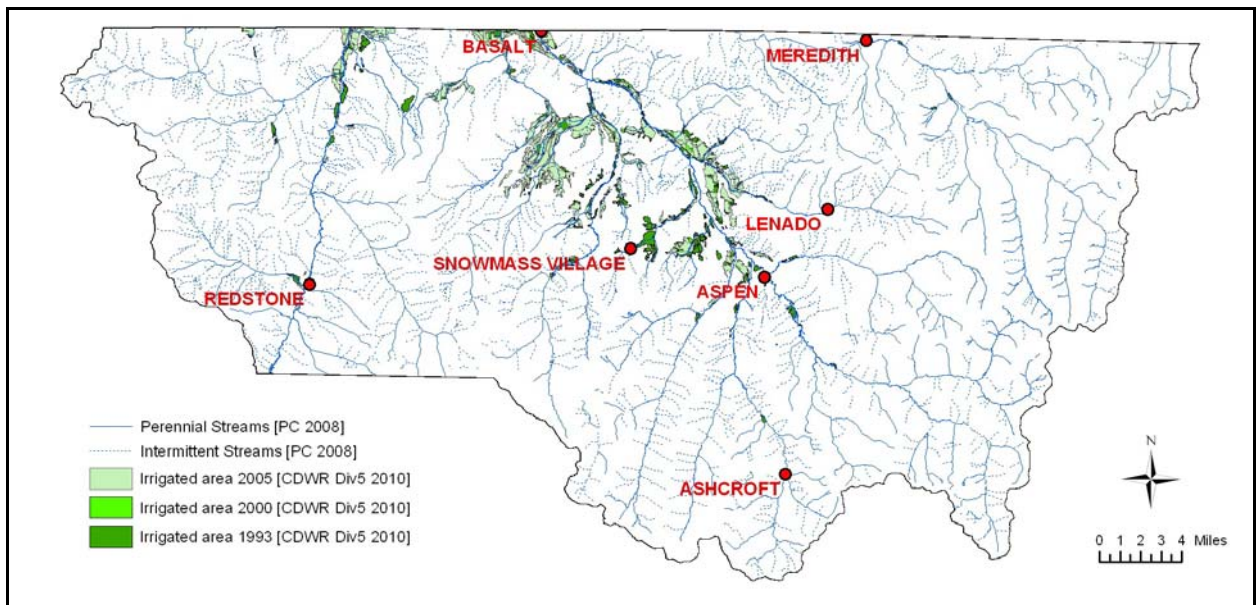 BASALT
MEREDITH
LENADO
SNOWMASS VILLAGE
ASPEN
REDSTONE
ASHCROFT
Perennial Streams [PC 2008]
Intermittent Streams [PC 2008]
Irrigated area 2005 [CDWR Div5 2010]
Irrigated area 2000 [CDWR Div5 2010]
Irrigated area 1993 [CDWR Div5 2010]
N
0 1 2 3 4 Miles